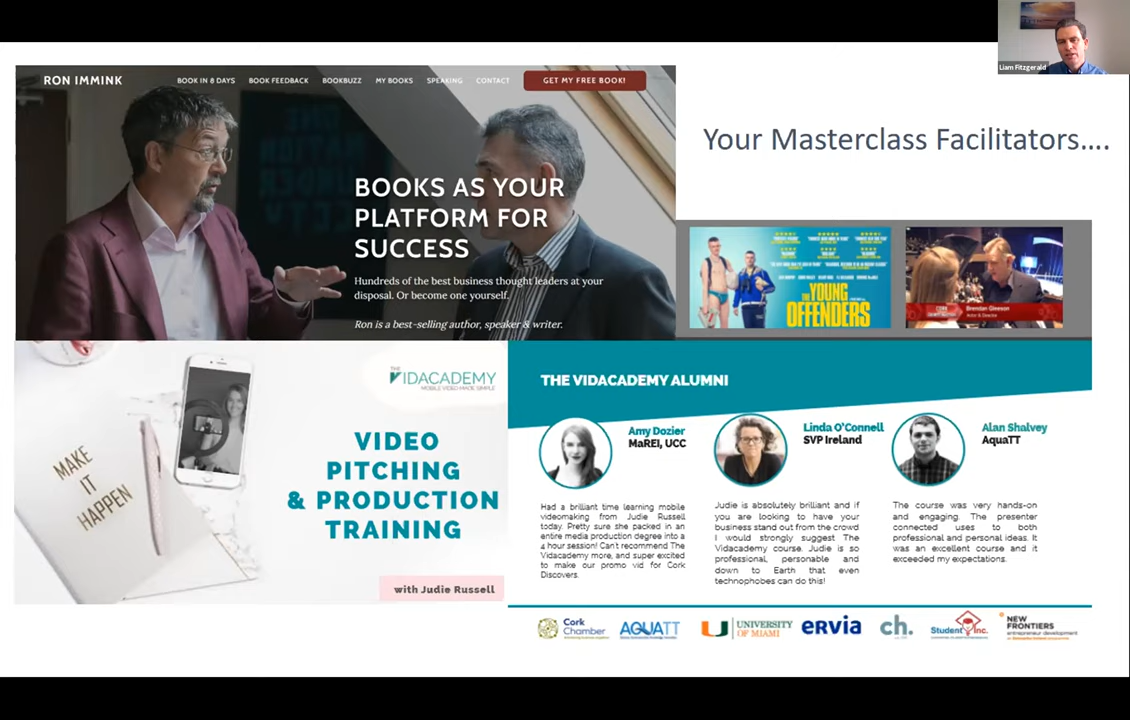 Liam Fitzgerald
RON IMMINK
BOOK IN 8 DAYS
BOOK FEEDBACK
BOOKBUZZ
MY BOOKS
SPEAKING
CONTACT
GET MY FREE BOOK!
BOOKS AS YOUR
PLATFORM FOR
SUCCESS
Hundreds of the best business thought leaders at your
disposal. Or become one yourself.
Ron is a best-selling author, speaker & writer.
Your Masterclass Facilitators....
THE YOUNG
OFFENDERS
Brendan Gleeson
Actor & Director
THE
VIDACADEMY
MOBILE VIDEO MADE SIMPLE
MAKE
IT
HAPPEN
VIDEO
PITCHING
& PRODUCTION
TRAINING
with Judie Russell
THE VIDACADEMY ALUMNI
Amy Dozier
MaREI, UCC
Had a brilliant time learning mobile
videomaking from Judie Russell
today. Pretty sure she packed in an
entire media production degree into a
4 hour session! Can't recommend The
Vidacademy more, and super excited
to make our promo vid for Cork
Discovers.
Linda O'Connell
SVP Ireland
Judie is absolutely brilliant and if
you are looking to have your
business stand out from the crowd
I would strongly suggest The
Vidacademy course. Judie is so
professional, personable and
down to Earth that even
technophobes can do this!
Alan Shalvey
AquaTT
The course was very hands-on
and engaging. The presenter
connected uses to both
professional and personal ideas. It
was an excellent course and it
exceeded my expectations.
Cork
Chamber
AQUATT
UNIVERSITY
OF MIAMI
ervia
ch.
Student Inc.
NEW
FRONTIERS
entrepreneur development